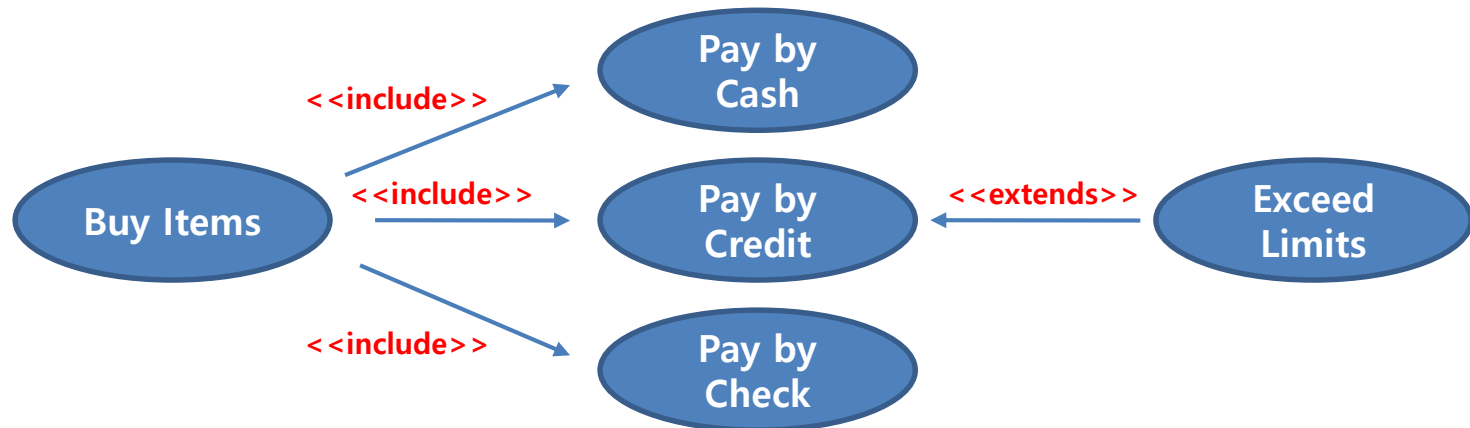 Pay by
Cash
<<include>>
Buy Items
<<include>>
Pay by
Credit
<<extends>>
Exceed
Limits
<<include>>
Pay by
Check